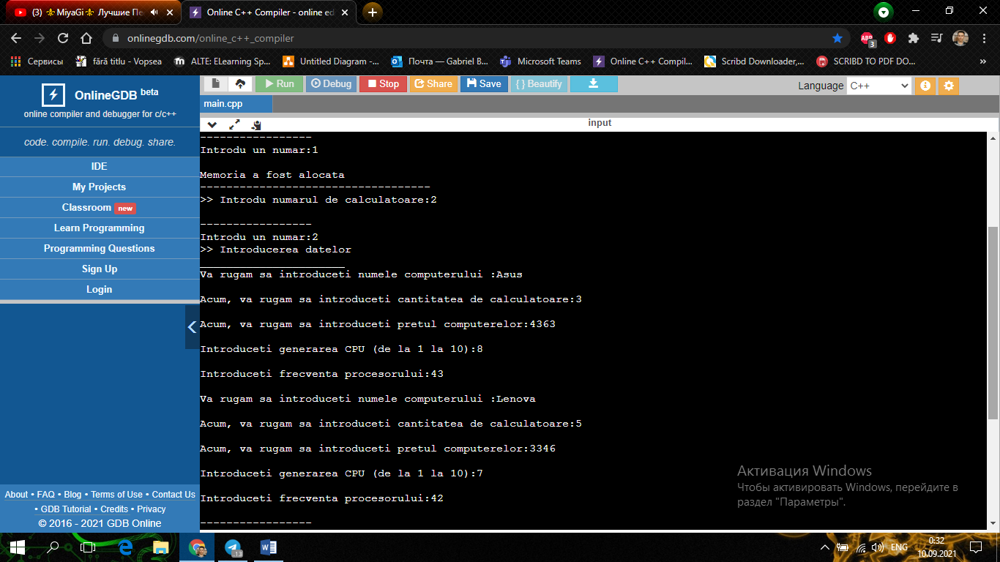 (3) ⚜MiyaGi⚜ Лучшие Пе
Online C++ Compiler - online ed
onlinegdb.com/online_c++_compiler
ABP
3
Сервисы
fără titlu - Vopsea
ALTE: ELearning Sp...
Untitled Diagram -...
Почта — Gabriel B...
Microsoft Teams
Online C++ Compil...
Scribd Downloader,...
SCRIBD TO PDF DO...
»
OnlineGDB beta
online compiler and debugger for c/c++
code. compile. run. debug. share.
IDE
My Projects
Classroom new
Learn Programming
Programming Questions
Sign Up
Login
About • FAQ • Blog • Terms of Use • Contact Us
• GDB Tutorial • Credits • Privacy
© 2016 - 2021 GDB Online
Run
Debug
Stop
Share
Save
{ } Beautify
Language C++
main.cpp
input
-----------------
Introdu un numar:1
Memoria a fost alocata
-----------------------------------
>> Introdu numarul de calculatoare:2
-----------------
Introdu un numar:2
>> Introducerea datelor
______________________
Va rugam sa introduceti numele computerului :Asus
Acum, va rugam sa introduceti cantitatea de calculatoare:3
Acum, va rugam sa introduceti pretul computerelor:4363
Introduceti generarea CPU (de la 1 la 10):8
Introduceti frecventa procesorului:43
Va rugam sa introduceti numele computerului :Lenova
Acum, va rugam sa introduceti cantitatea de calculatoare:5
Acum, va rugam sa introduceti pretul computerelor:3346
Introduceti generarea CPU (de la 1 la 10):7
Introduceti frecventa procesorului:42
-----------------
Активация Windows
Чтобы активировать Windows, перейдите в
раздел "Параметры".
13
ENG
0:32
10.09.2021